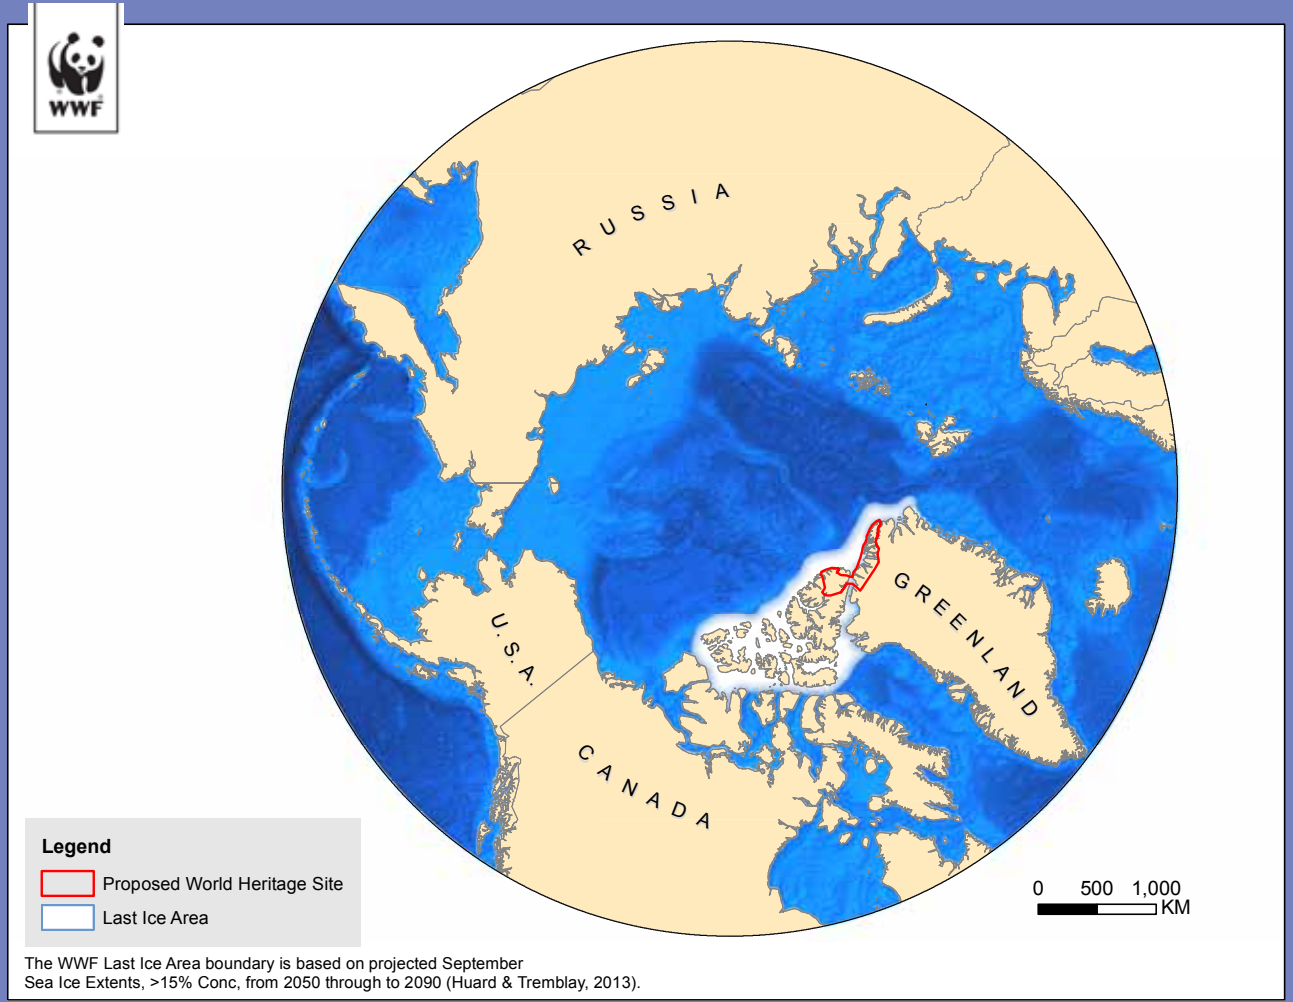 WWF
RUSSIA
GREENLAND
U.S.A.
CANADA
Legend
Proposed World Heritage Site
Last Ice Area
0 500 1,000
KM
The WWF Last Ice Area boundary is based on projected September
Sea Ice Extents, >15% Conc, from 2050 through to 2090 (Huard & Tremblay, 2013).